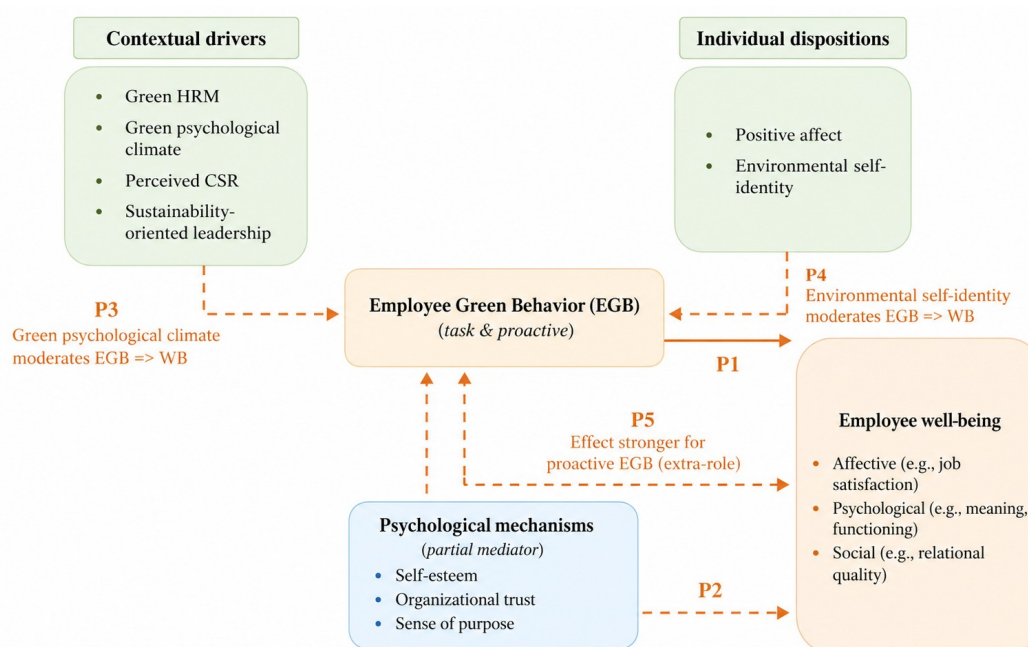 Contextual drivers
Individual dispositions
• Green HRM
• Green psychological
climate
• Perceived CSR
• Sustainability-
oriented leadership
• Positive affect
• Environmental self-
identity
P3
Green psychological climate
moderates EGB => WB
Employee Green Behavior (EGB)
(task & proactive)
P4
Environmental self-identity
moderates EGB => WB
P1
P5
Effect stronger for
proactive EGB (extra-role)
Employee well-being
• Affective (e.g., job
satisfaction)
• Psychological (e.g., meaning,
functioning)
• Social (e.g., relational
quality)
Psychological mechanisms
(partial mediator)
• Self-esteem
• Organizational trust
• Sense of purpose
P2